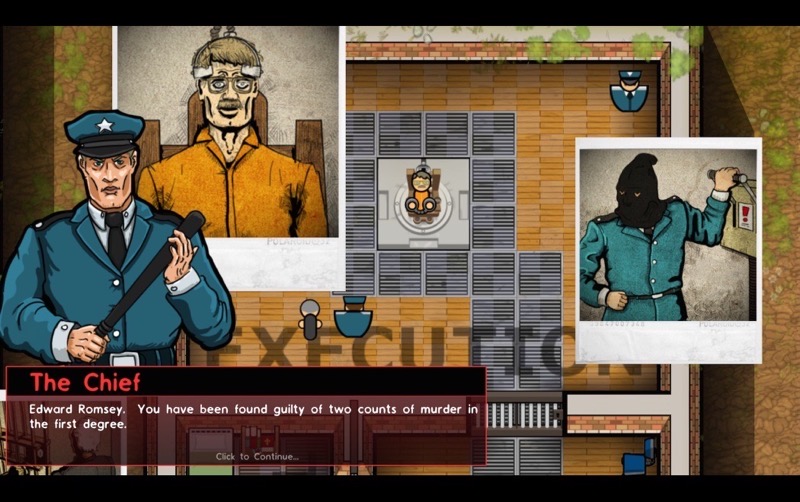 EXECUTION
The Chief
Edward Romsey.  You have been found guilty of two counts of murder in
the first degree.
Click to Continue...